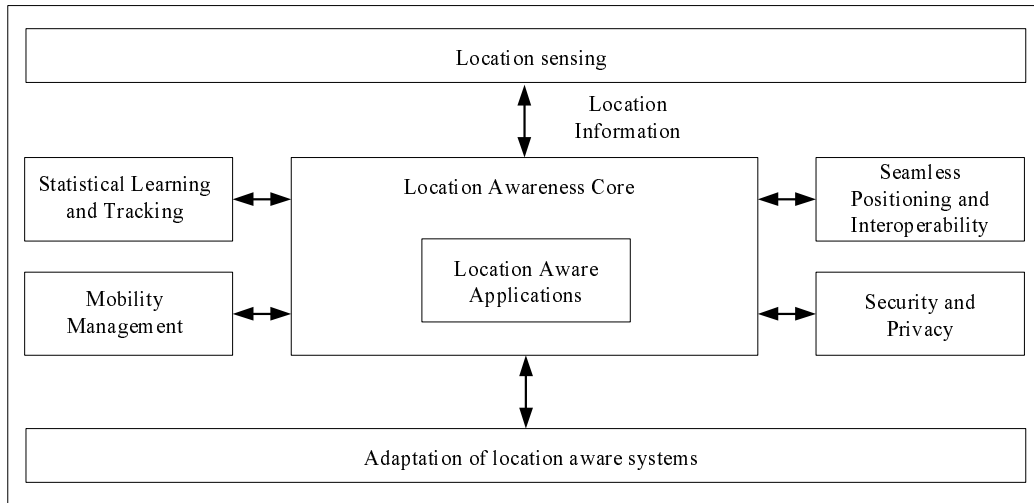 Location sensing
Location
Information
Statistical Learning
and Tracking
Location Awareness Core
Seamless
Positioning and
Interoperability
Location Aware
Applications
Mobility
Management
Security and
Privacy
Adaptation of location aware systems